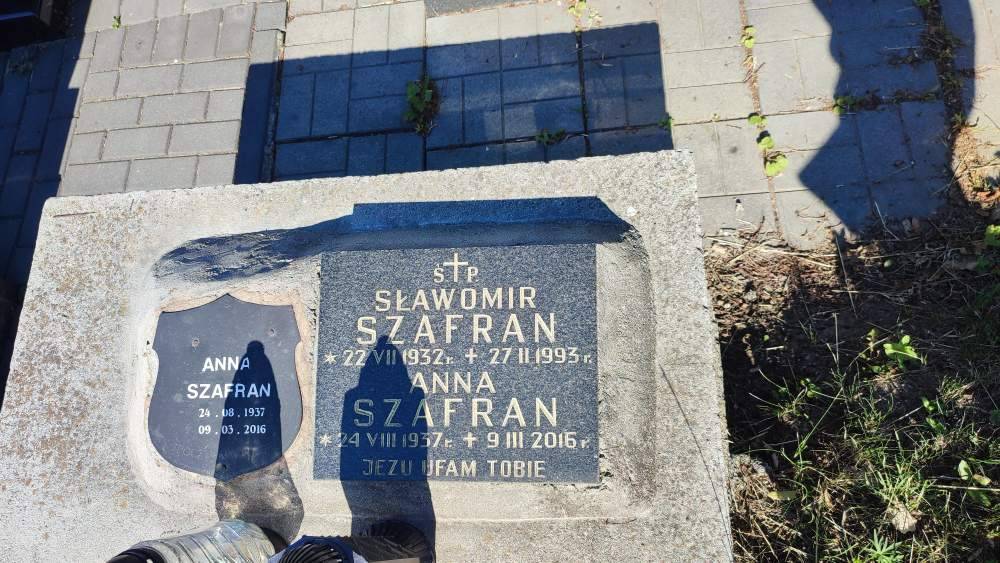 ANNA
SZAFRAN
24.08.1937
09.03.2016
Ś P
SŁAWOMIR
SZAFRAN
* 22 VII 1932 r. + 27 II 1993 r.
ANNA
SZAFRAN
* 24 VIII 1937 r. + 9 III 2016 r.
JEZU UFAM TOBIE